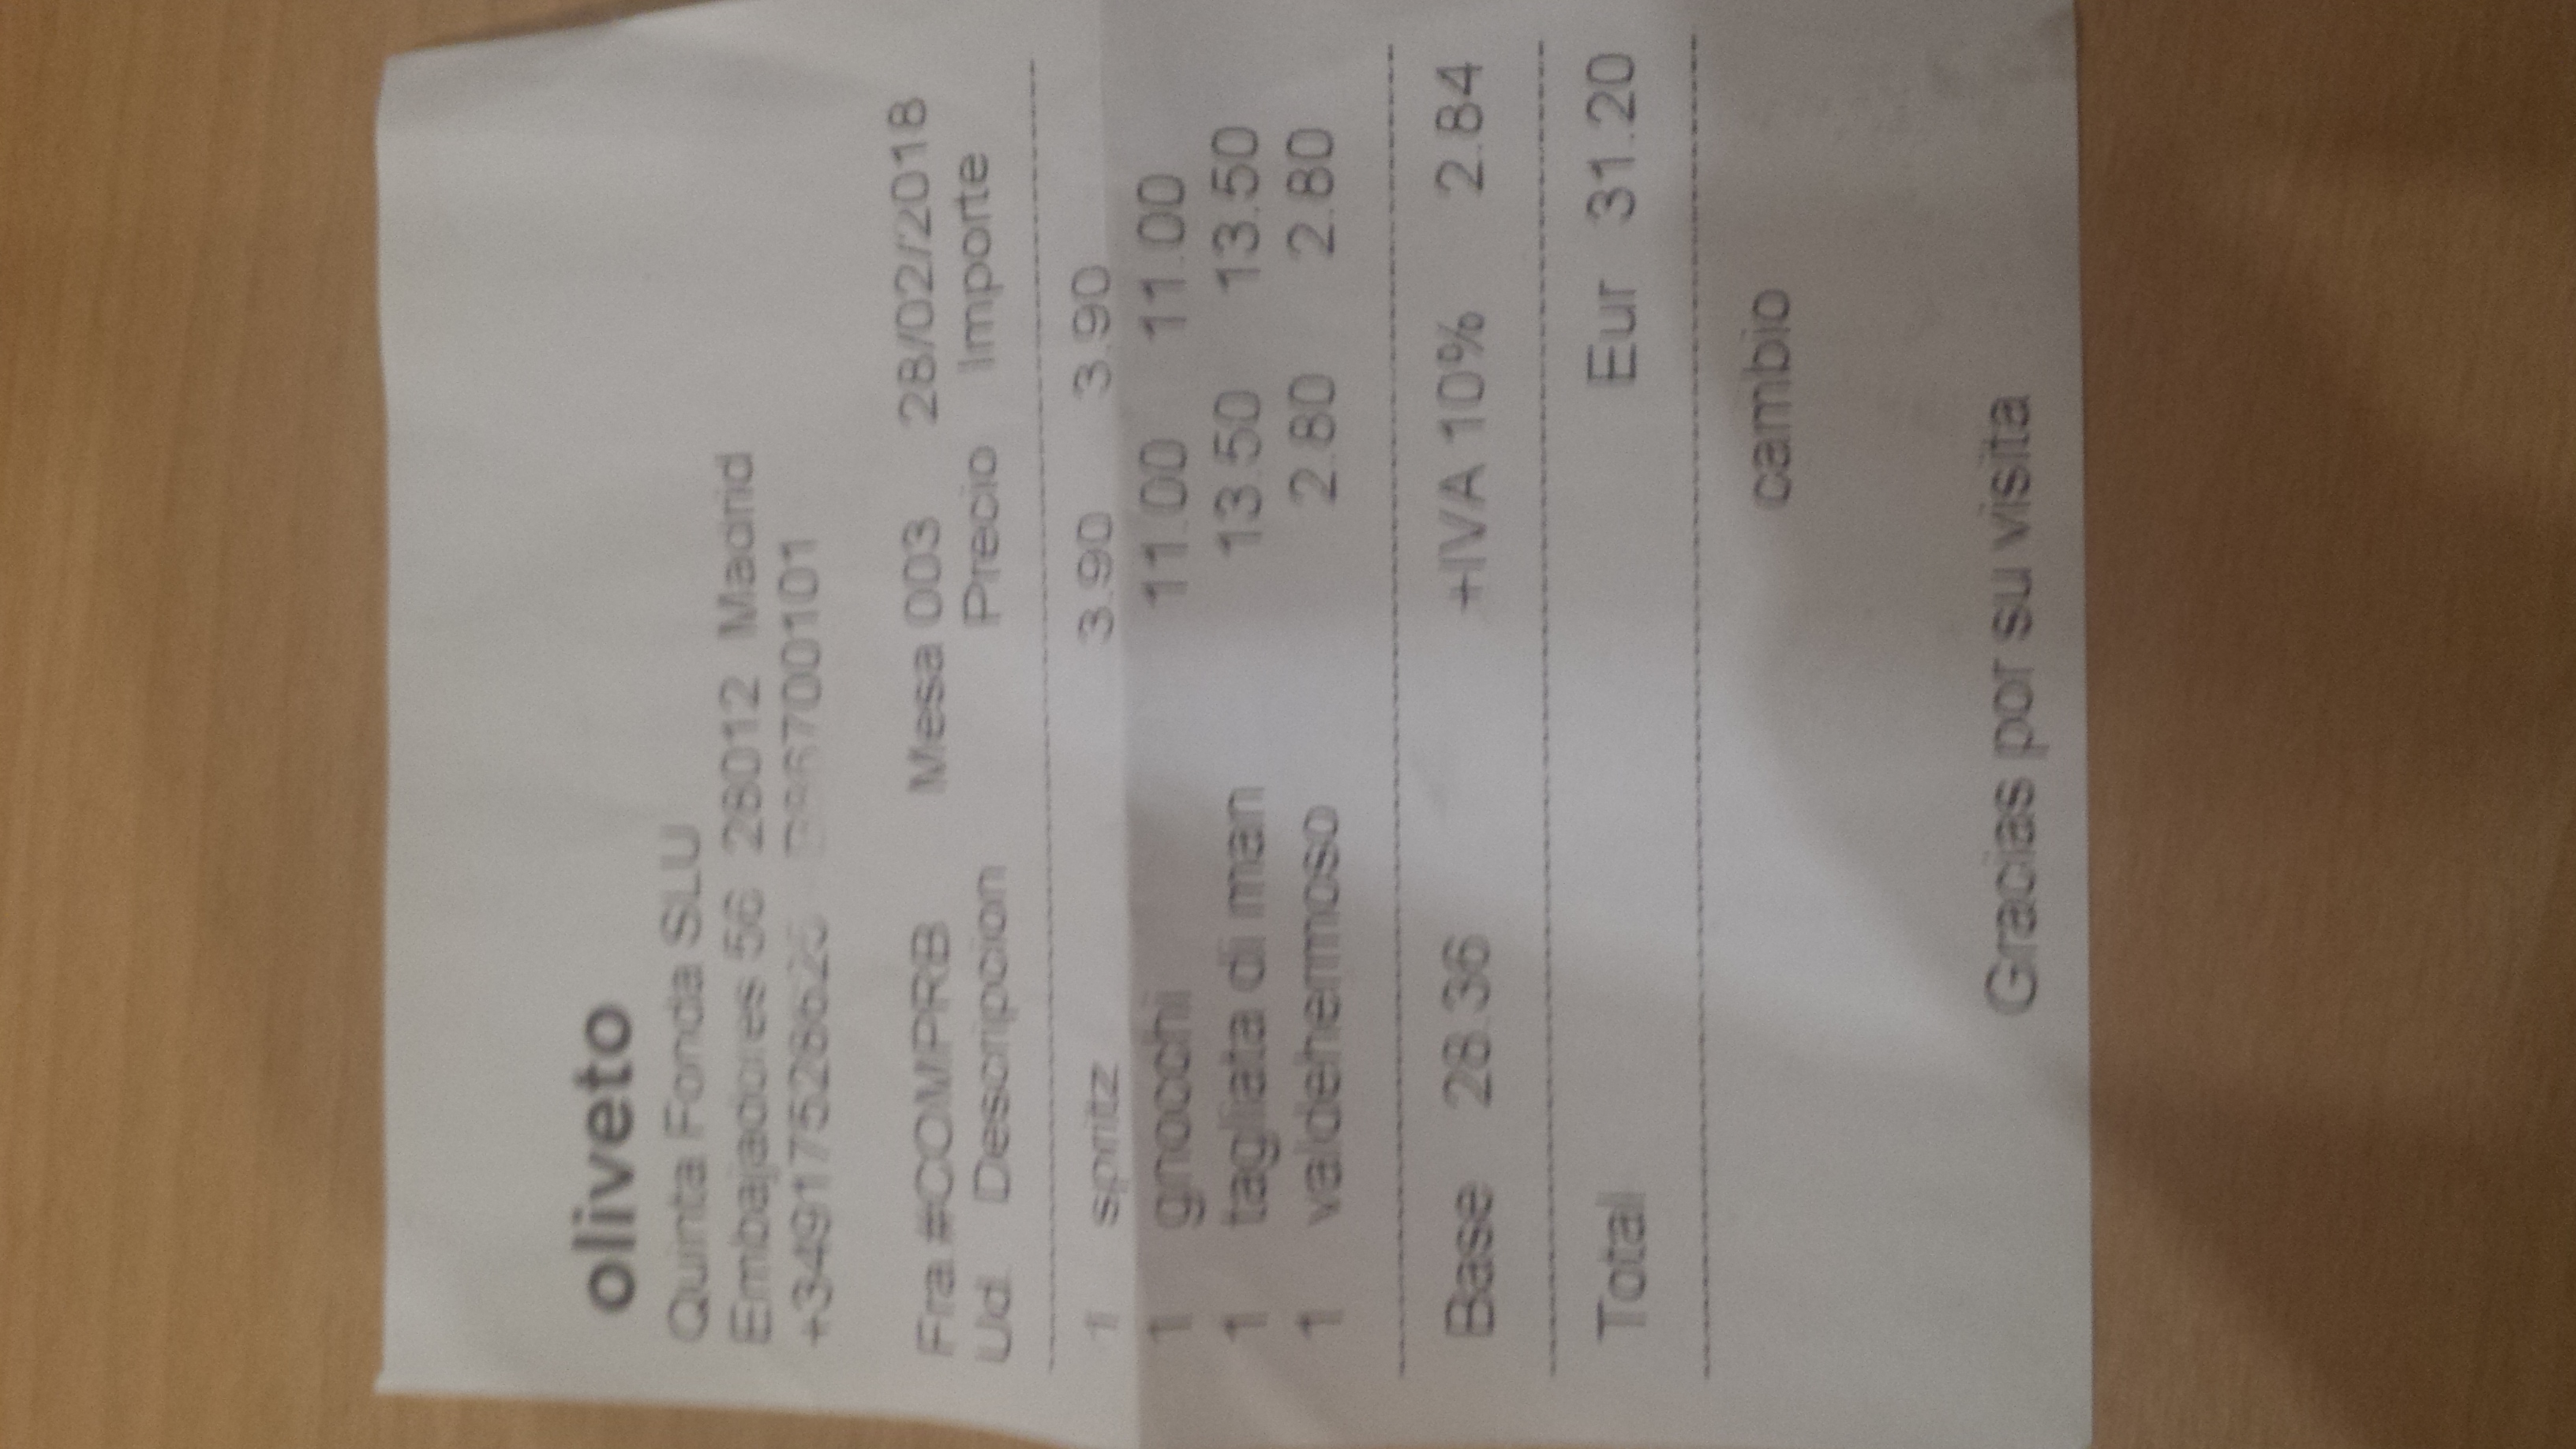 oliveto
Quinta Fonda SLU
Embajadores 56 28012 Madrid
Fra.#COMPRB Mesa 003 28/02/2018
Ud. Descripcion Precio Importe
1 spritz 3.90 3.90
1 gnocchi 11.00 11.00
1 tagliata di man 13.50 13.50
1 valdehermoso 2.80 2.80
Base 28.36 +IVA 10% 2.84
Total Eur 31.20
cambio
Gracias por su visita